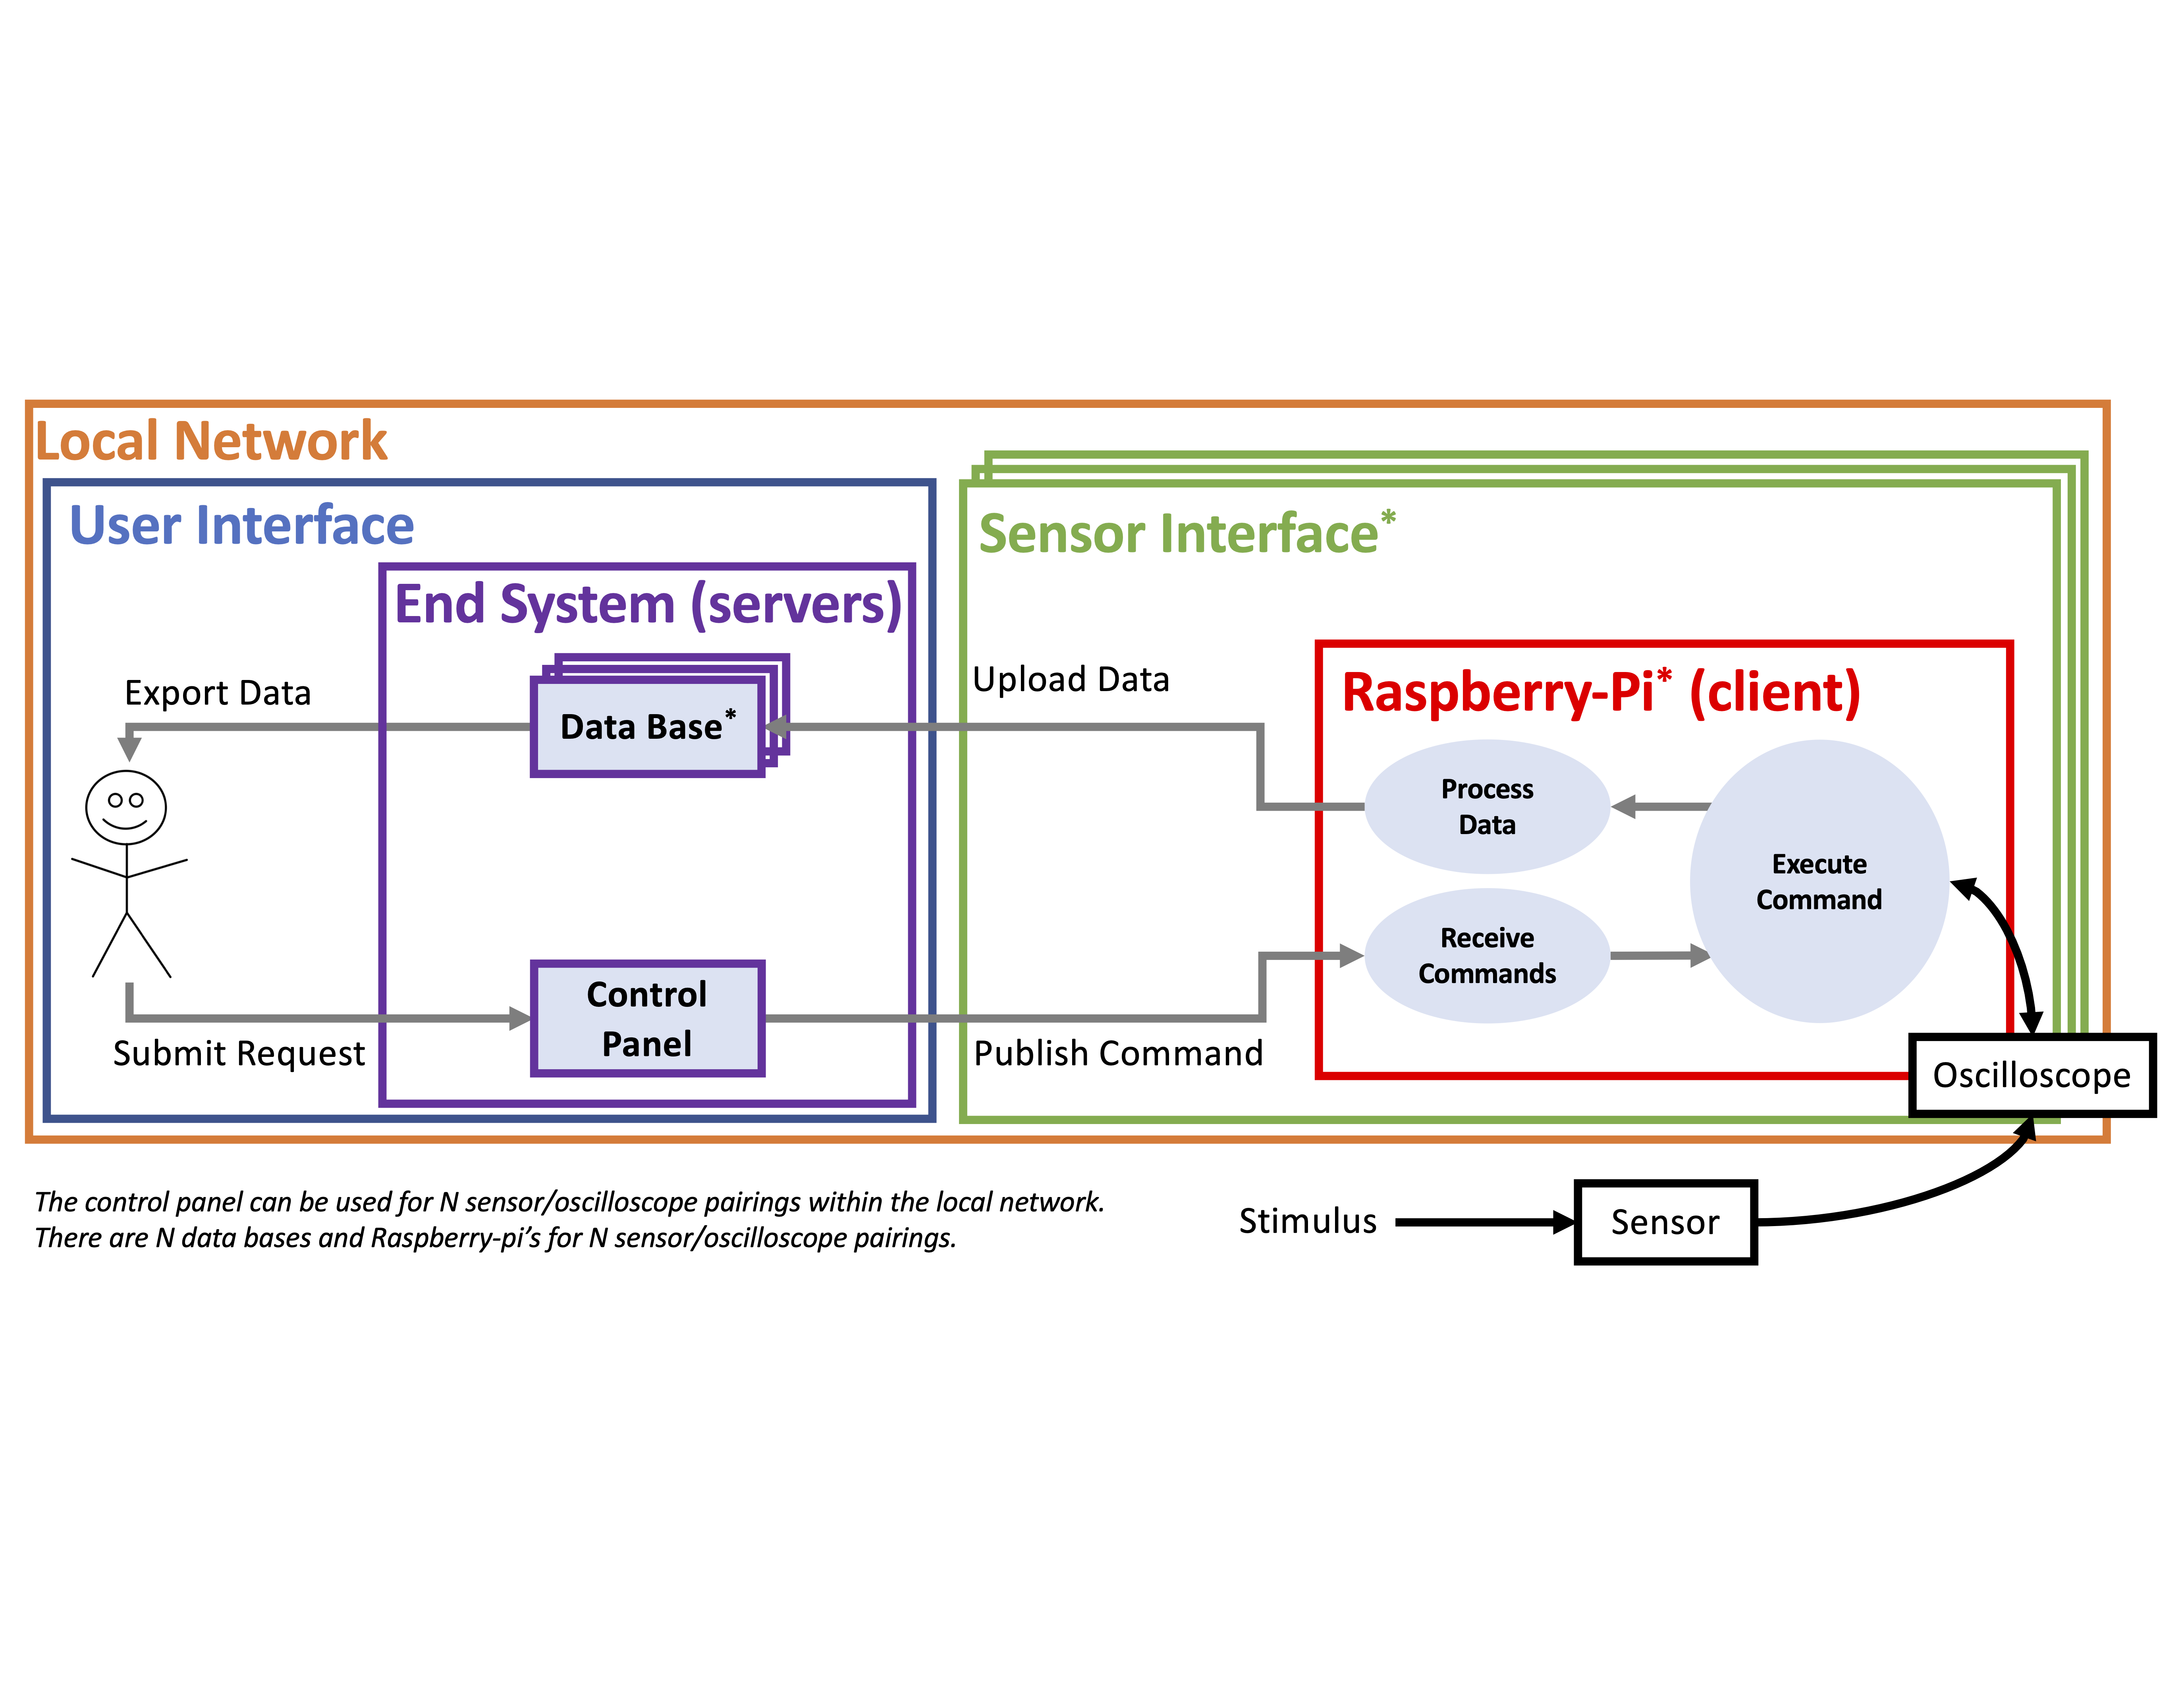 Local Network
User Interface
End System (servers)
Export Data
Data Base*
Submit Request
Control
Panel
Sensor Interface*
Upload Data
Publish Command
Raspberry-Pi* (client)
Process
Data
Receive
Commands
Execute
Command
Oscilloscope
Stimulus
Sensor
The control panel can be used for N sensor/oscilloscope pairings within the local network.
There are N data bases and Raspberry-pi’s for N sensor/oscilloscope pairings.